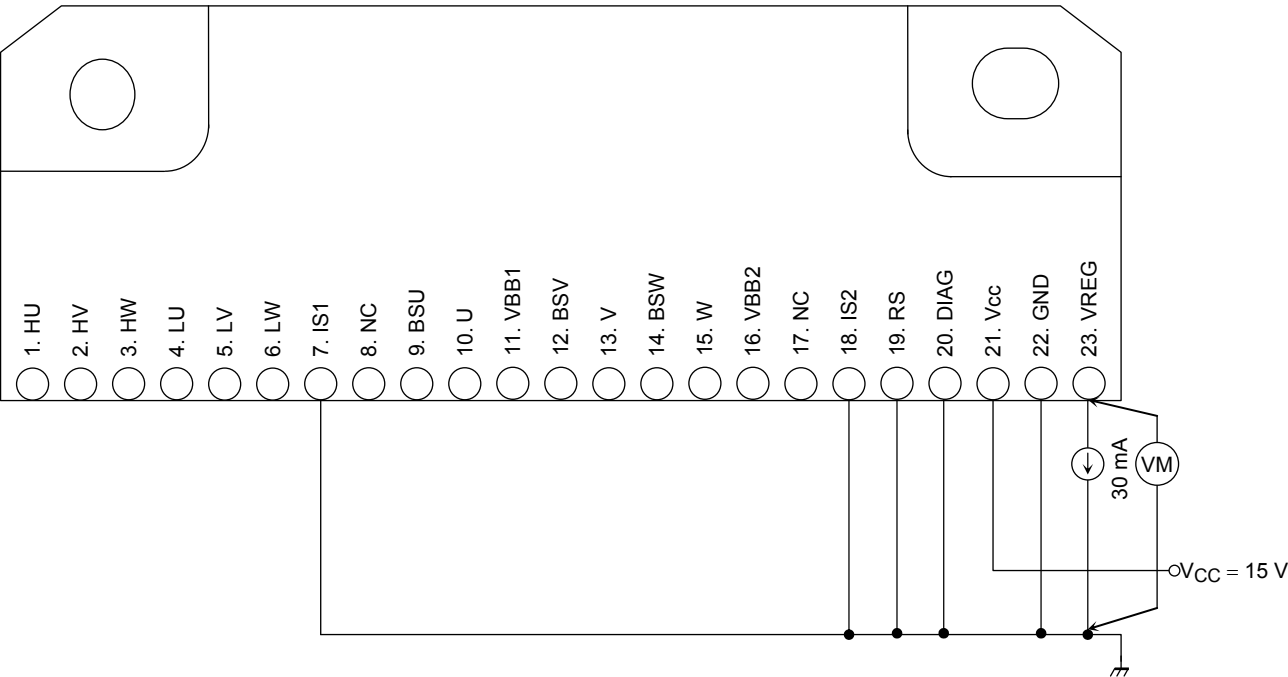 1. HU
2. HV
3. HW
4. LU
5. LV
6. LW
7. IS1
8. NC
9. BSU
10. U
11. VBB1
12. BSV
13. V
14. BSW
15. W
16. VBB2
17. NC
18. IS2
19. RS
20. DIAG
21. Vcc
22. GND
23. VREG
30 mA
VM
VCC = 15 V